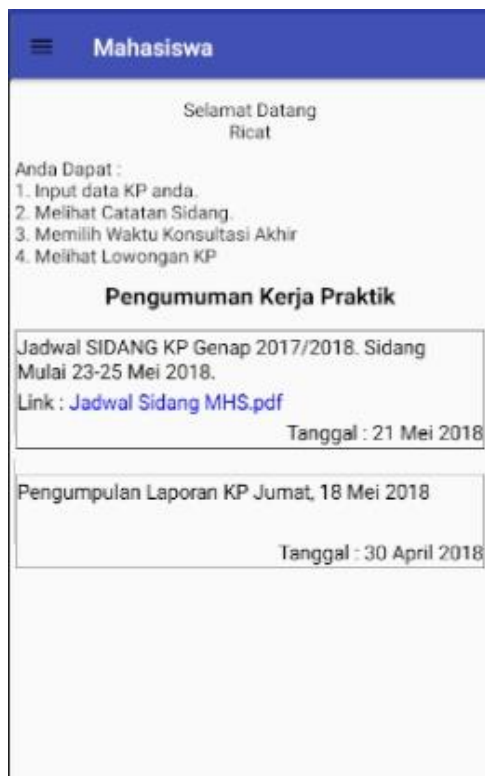 Mahasiswa
Selamat Datang
Ricat
Anda Dapat :
1. Input data KP anda.
2. Melihat Catatan Sidang.
3. Memilih Waktu Konsultasi Akhir
4. Melihat Lowongan KP
Pengumuman Kerja Praktik
Jadwal SIDANG KP Genap 2017/2018. Sidang
Mulai 23-25 Mei 2018.
Link : Jadwal Sidang MHS.pdf
Tanggal : 21 Mei 2018
Pengumpulan Laporan KP Jumat, 18 Mei 2018
Tanggal : 30 April 2018